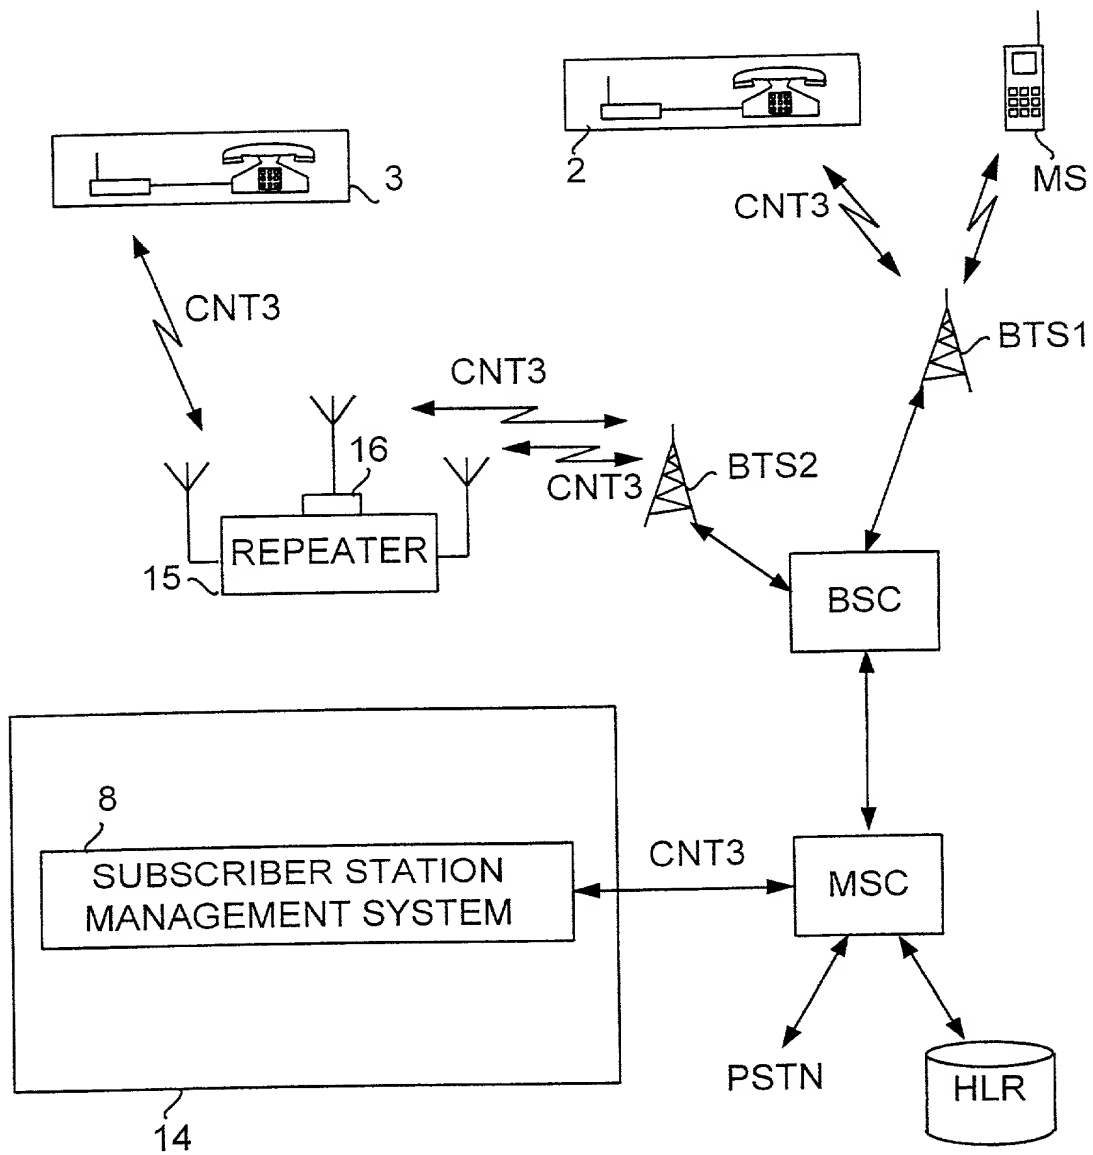 2
MS
3
CNT3
CNT3
BTS1
CNT3
16
BTS2
CNT3
REPEATER
15
BSC
8
SUBSCRIBER STATION
MANAGEMENT SYSTEM
CNT3
MSC
PSTN
HLR
14